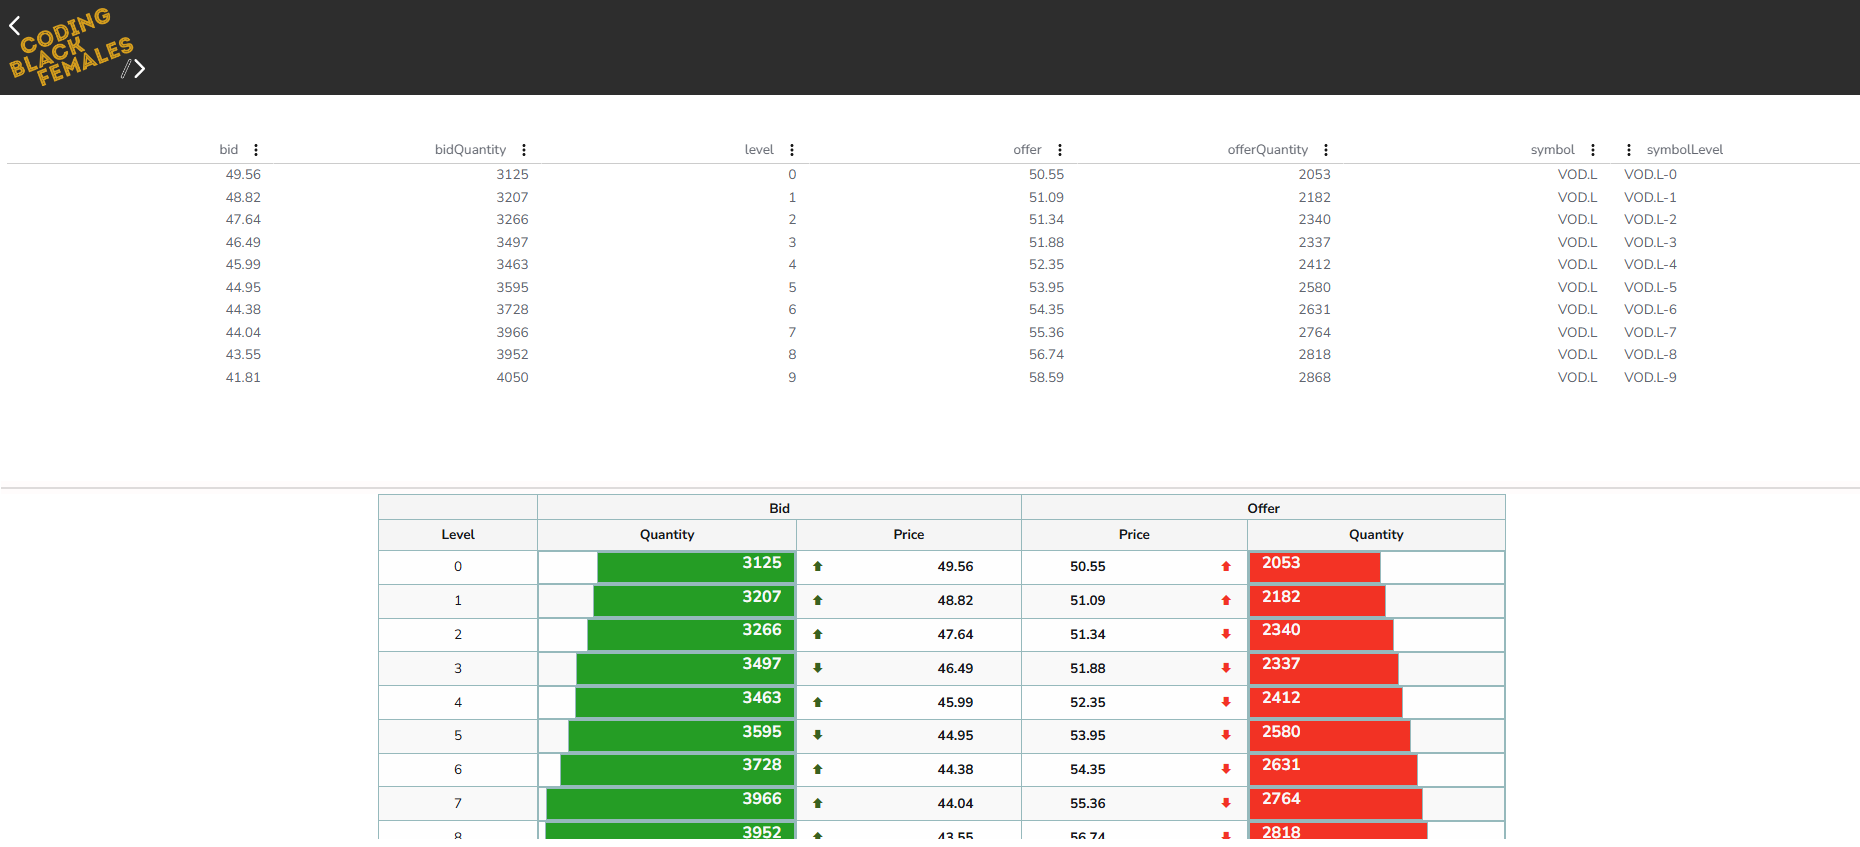 CODING
BLACK
FEMALES
bid bidQuantity level offer offerQuantity symbol symbolLevel
49.56 3125 0 50.55 2053 VOD.L VOD.L-0
48.82 3207 1 51.09 2182 VOD.L VOD.L-1
47.64 3266 2 51.34 2340 VOD.L VOD.L-2
46.49 3497 3 51.88 2337 VOD.L VOD.L-3
45.99 3463 4 52.35 2412 VOD.L VOD.L-4
44.95 3595 5 53.95 2580 VOD.L VOD.L-5
44.38 3728 6 54.35 2631 VOD.L VOD.L-6
44.04 3966 7 55.36 2764 VOD.L VOD.L-7
43.55 3952 8 56.74 2818 VOD.L VOD.L-8
41.81 4050 9 58.59 2868 VOD.L VOD.L-9
Bid Offer
Level Quantity Price Price Quantity
0 3125 49.56 50.55 2053
1 3207 48.82 51.09 2182
2 3266 47.64 51.34 2340
3 3497 46.49 51.88 2337
4 3463 45.99 52.35 2412
5 3595 44.95 53.95 2580
6 3728 44.38 54.35 2631
7 3966 44.04 55.36 2764
8 3952 43.55 56.74 2818